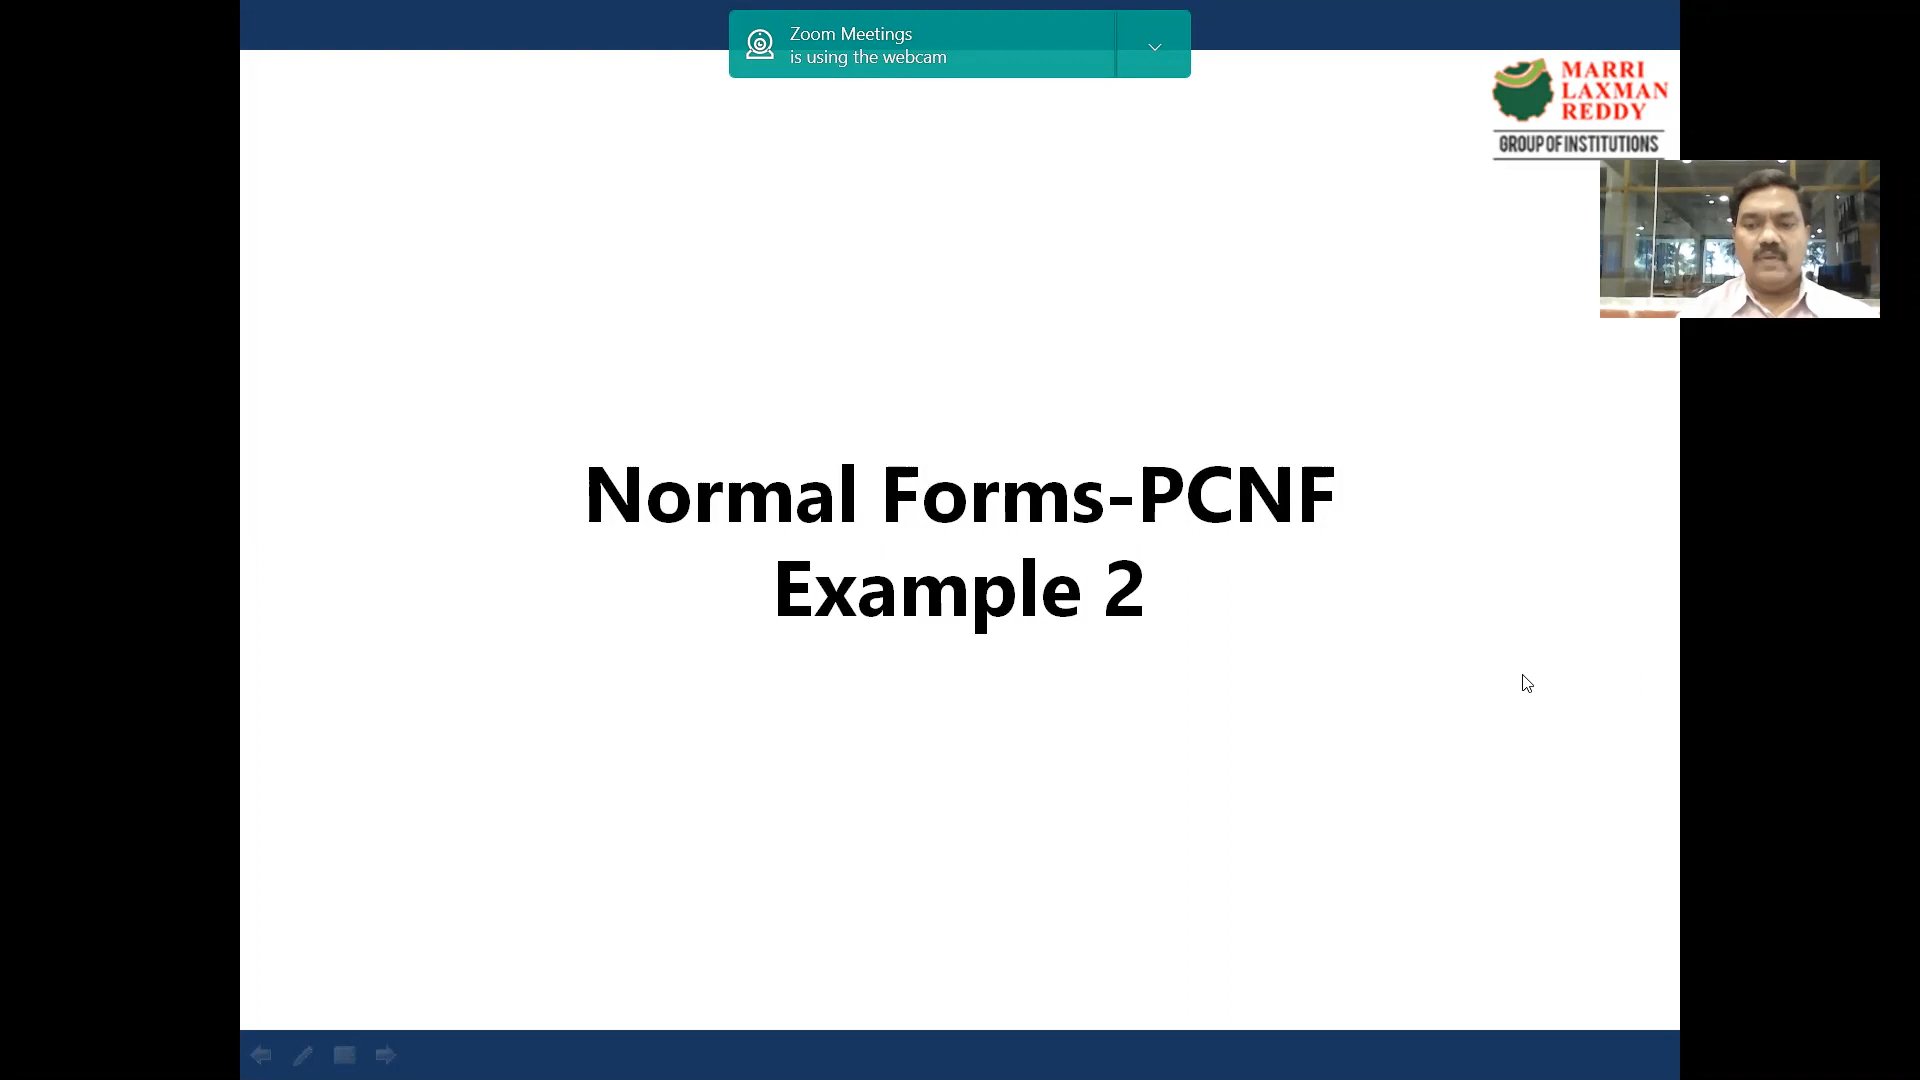 Zoom Meetings
is using the webcam
MARRI
LAXMAN
REDDY
GROUP OF INSTITUTIONS
Normal Forms-PCNF
Example 2